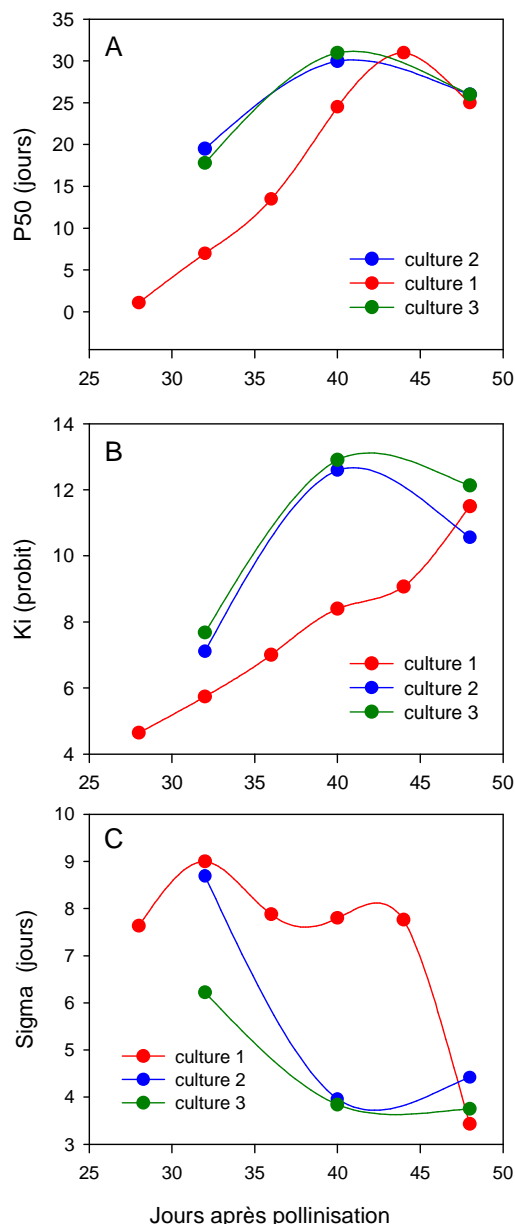 A
P50 (jours)
35
30
25
20
15
10
5
0
culture 2
culture 1
culture 3
25 30 35 40 45 50
B
Ki (probit)
14
12
10
8
6
4
culture 1
culture 2
culture 3
25 30 35 40 45 50
C
Sigma (jours)
10
9
8
7
6
5
4
3
culture 1
culture 2
culture 3
25 30 35 40 45 50
Jours après pollinisation